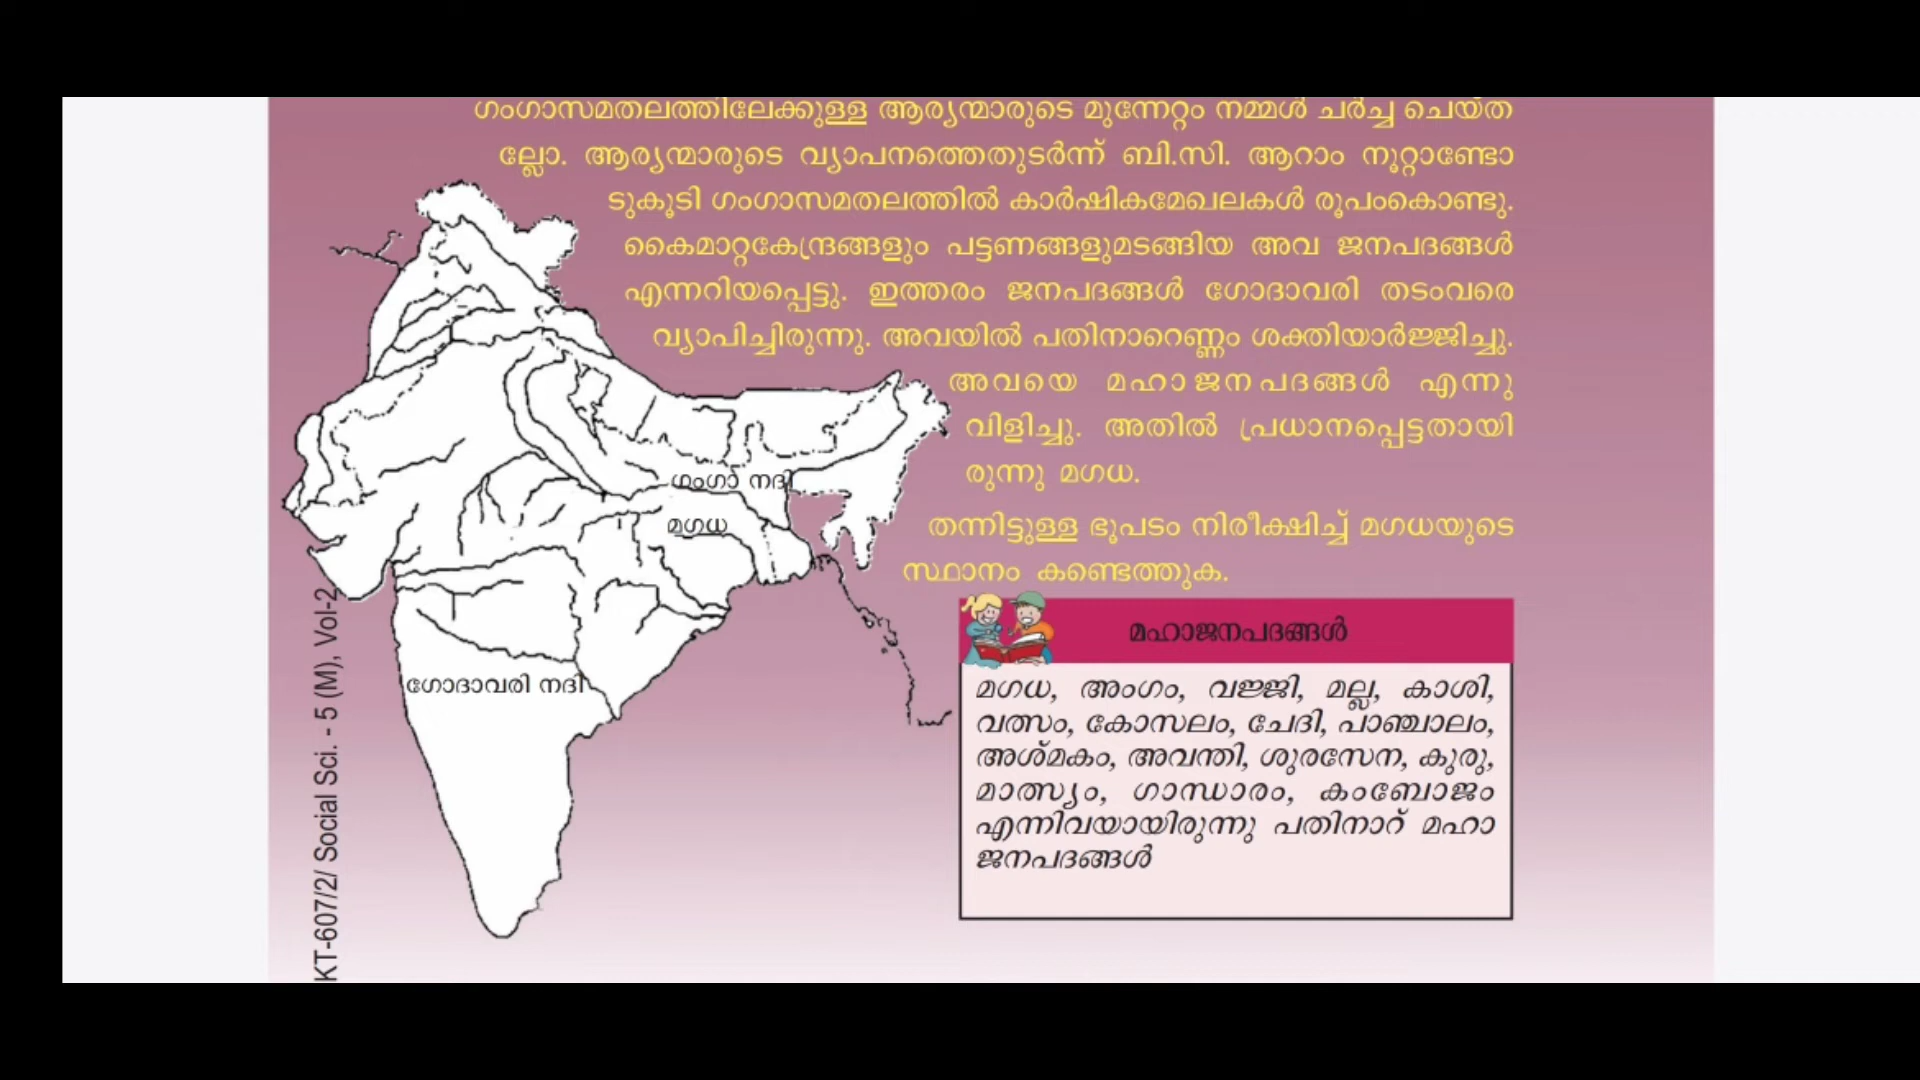 ഗംഗാസമതലത്തിലേക്കുള്ള ആര്യന്മാരുടെ മുന്നേറ്റം നമ്മൾ ചർച്ച ചെയ്ത
ല്ലോ. ആര്യന്മാരുടെ വ്യാപനത്തെതുടർന്ന് ബി.സി. ആറാം നൂറ്റാണ്ടോ
ടുകൂടി ഗംഗാസമതലത്തിൽ കാർഷികമേഖലകൾ രൂപംകൊണ്ടു.
കൈമാറ്റകേന്ദ്രങ്ങളും പട്ടണങ്ങളുമടങ്ങിയ അവ ജനപദങ്ങൾ
എന്നറിയപ്പെട്ടു. ഇത്തരം ജനപദങ്ങൾ ഗോദാവരി തടംവരെ
വ്യാപിച്ചിരുന്നു. അവയിൽ പതിനാറെണ്ണം ശക്തിയാർജ്ജിച്ചു.
അവയെ മഹാജനപദങ്ങൾ എന്നു
വിളിച്ചു. അതിൽ പ്രധാനപ്പെട്ടതായി
രുന്നു മഗധ.
തന്നിട്ടുള്ള ഭൂപടം നിരീക്ഷിച്ച് മഗധയുടെ
സ്ഥാനം കണ്ടെത്തുക.
ഗംഗാ നദി
മഗധ
ഗോദാവരി നദി
മഹാജനപദങ്ങൾ
മഗധ, അംഗം, വജ്ജി, മല്ല, കാശി,
വത്സം, കോസലം, ചേദി, പാഞ്ചാലം,
അശ്മകം, അവന്തി, ശുരസേന, കുരു,
മാത്സ്യം, ഗാന്ധാരം, കംബോജം
എന്നിവയായിരുന്നു പതിനാറ് മഹാ
ജനപദങ്ങൾ
KT-607/2/ Social Sci. - 5 (M), Vol-2